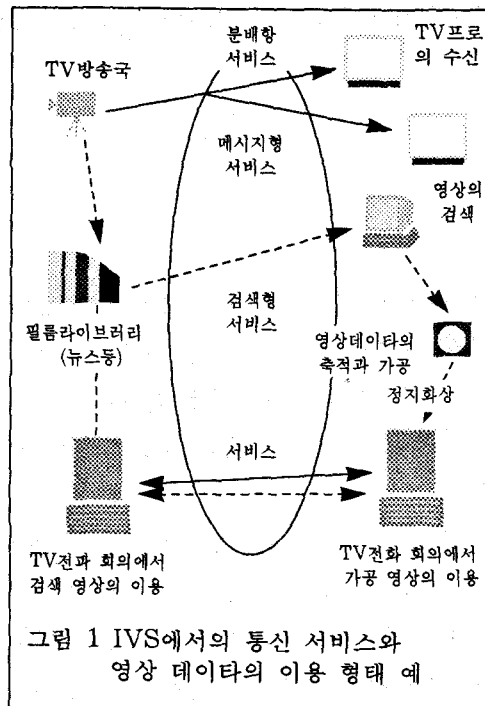 분배항
서비스
TV프로
의 수신
TV방송국
메시지형
서비스
영상의
검색
검색형
서비스
필름라이브러리
(뉴스등)
영상데이타의
축적과 가공
정지화상
서비스
TV전파 회의에서
검색 영상의 이용
TV전화 회의에서
가공 영상의 이용
그림 1 IVS에서의 통신 서비스와
영상 데이타의 이용 형태 예